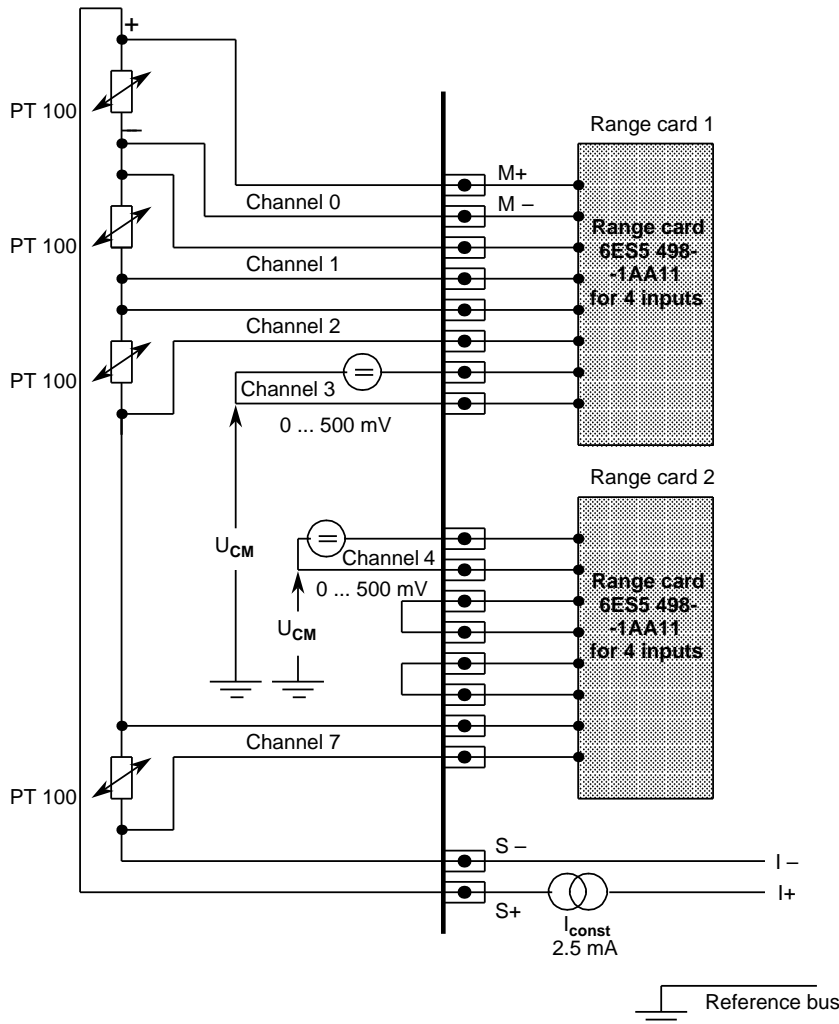 +
PT 100
–
Range card 1
M+
Channel 0
M –
Range card
6ES5 498-
-1AA11
for 4 inputs
PT 100
Channel 1
Channel 2
PT 100
=
Channel 3
0 ... 500 mV
Range card 2
UCM
=
Channel 4
0 ... 500 mV
UCM
Range card
6ES5 498-
-1AA11
for 4 inputs
Channel 7
PT 100
S –
I –
I+
S+
Iconst
2.5 mA
Reference bus